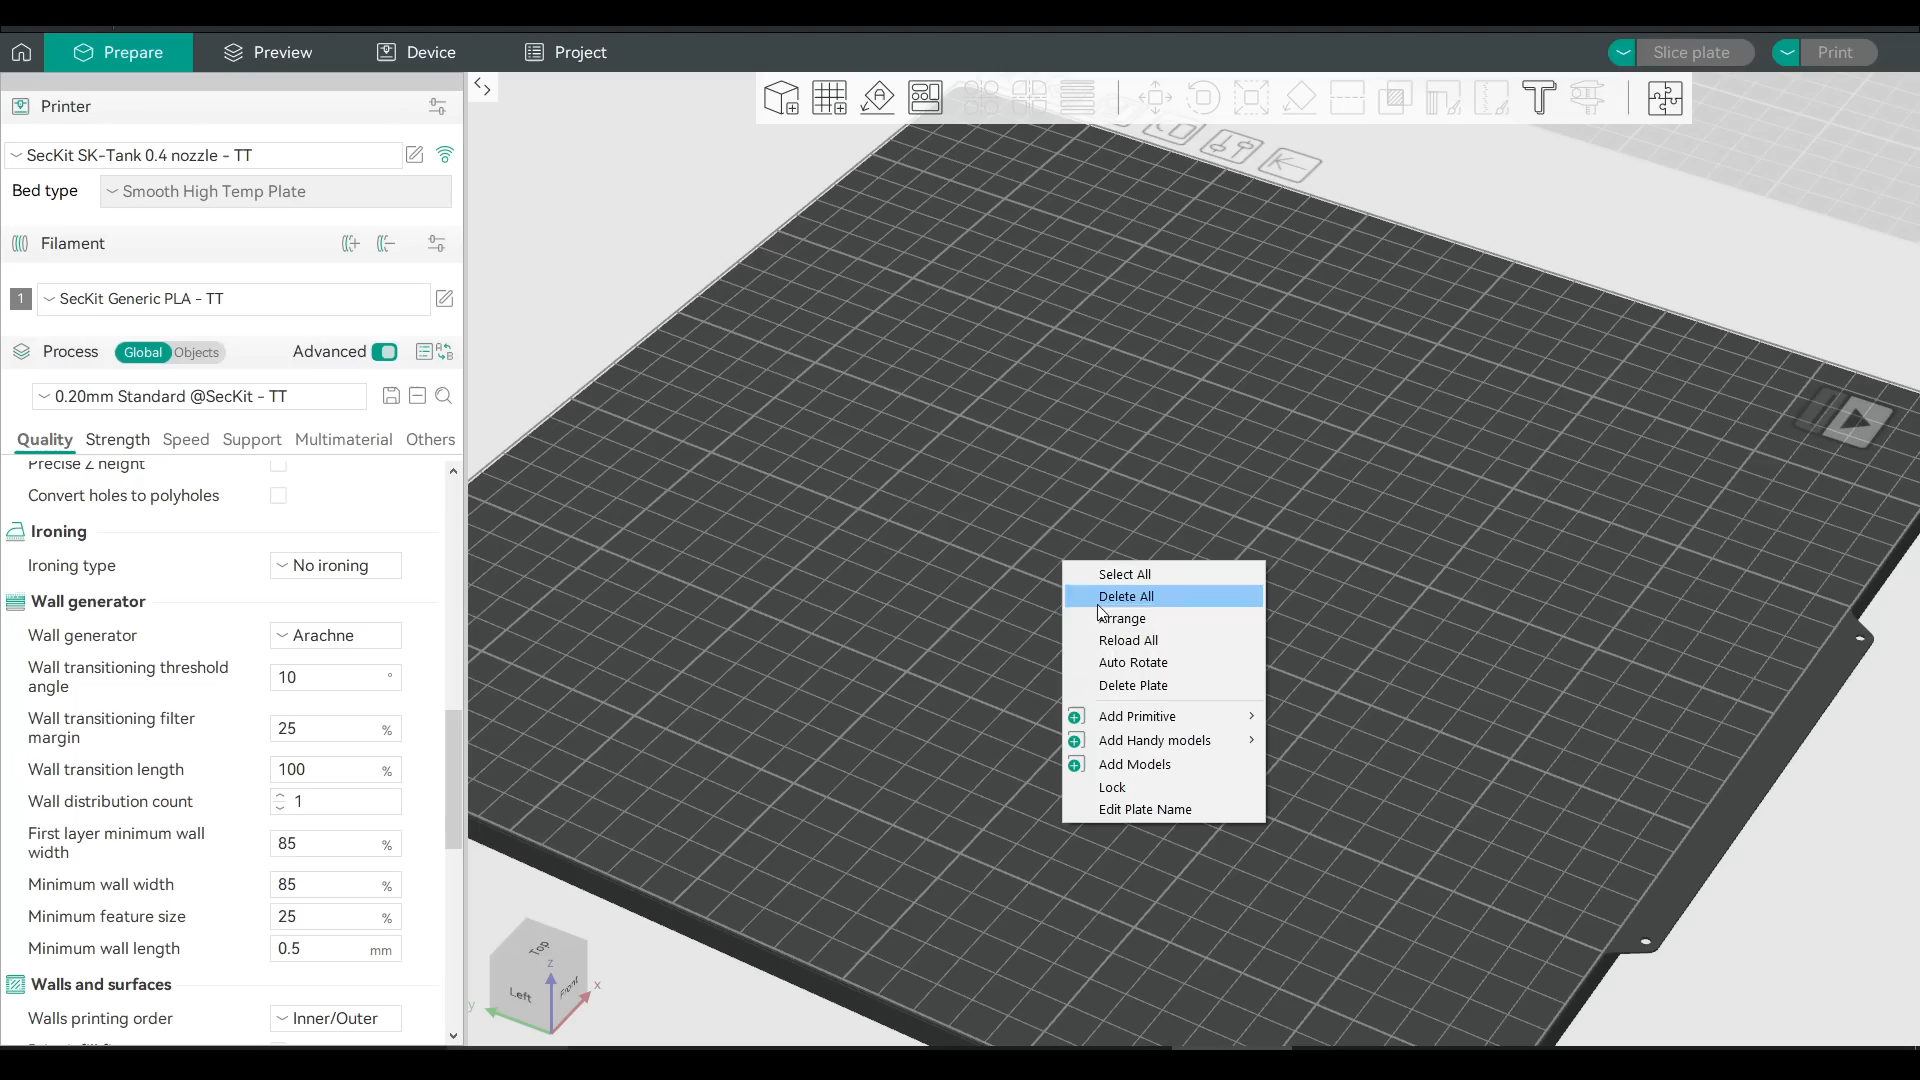 Prepare
Preview
Device
Project
Slice plate
Print
Printer
SecKit SK-Tank 0.4 nozzle - TT
Bed type
Smooth High Temp Plate
Filament
1
SecKit Generic PLA - TT
Process
Global
Objects
Advanced
0.20mm Standard @SecKit - TT
Quality
Strength
Speed
Support
Multimaterial
Others
Precise Z height
Convert holes to polyholes
Ironing
Ironing type
No ironing
Wall generator
Wall generator
Arachne
Wall transitioning threshold
angle
10 °
Wall transitioning filter
margin
25 %
Wall transition length
100 %
Wall distribution count
1
First layer minimum wall
width
85 %
Minimum wall width
85 %
Minimum feature size
25 %
Minimum wall length
0.5 mm
Walls and surfaces
Walls printing order
Inner/Outer
Select All
Delete All
Arrange
Reload All
Auto Rotate
Delete Plate
Add Primitive
Add Handy models
Add Models
Lock
Edit Plate Name
Top
Left
Front
z
x
y